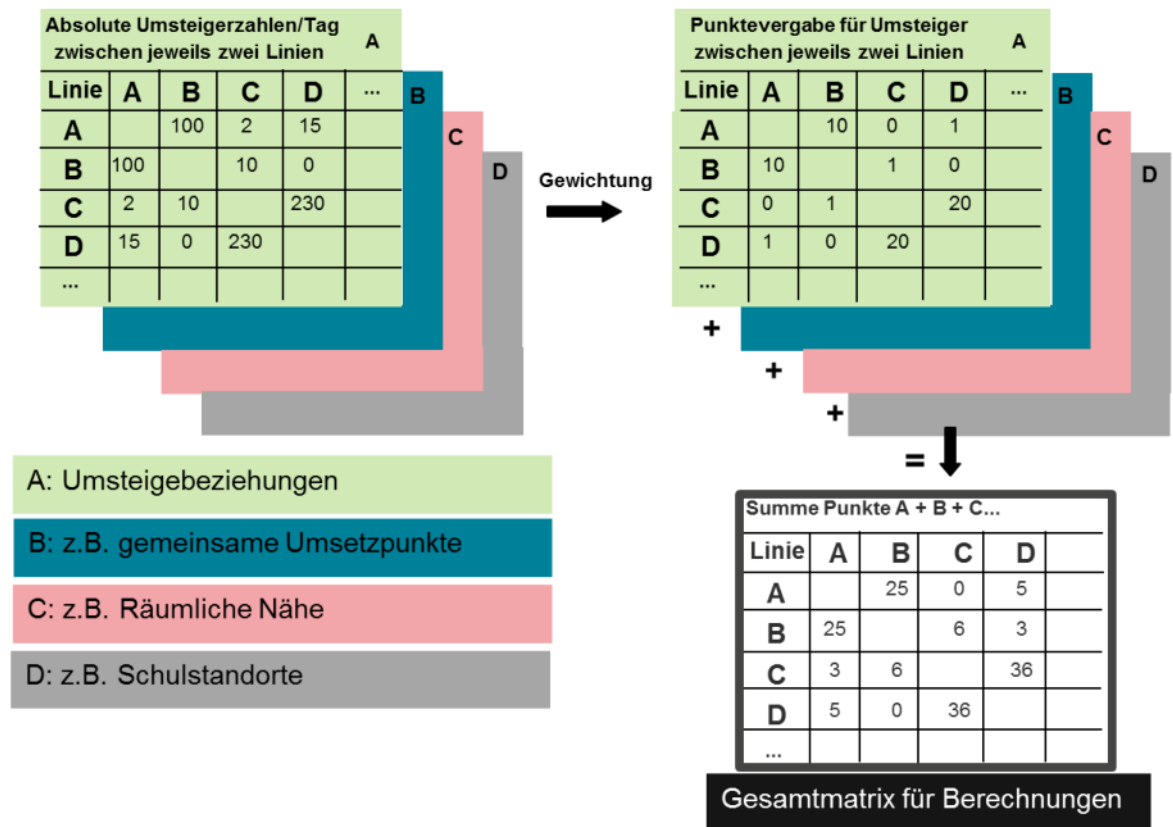 Absolute Umsteigerzahlen/Tag
zwischen jeweils zwei Linien A
Linie A B C D ...
A 100 2 15
B 100 10 0
C 2 10 230
D 15 0 230
...
B
C
D
Gewichtung
Punktevergabe für Umsteiger
zwischen jeweils zwei Linien A
Linie A B C D ...
A 10 0 1
B 10 1 0
C 0 1 20
D 1 0 20
...
B
C
D
+
+
+
=
A: Umsteigebeziehungen
B: z.B. gemeinsame Umsetzpunkte
C: z.B. Räumliche Nähe
D: z.B. Schulstandorte
Summe Punkte A + B + C...
Linie A B C D
A 25 0 5
B 25 6 3
C 3 6 36
D 5 0 36
...
Gesamtmatrix für Berechnungen